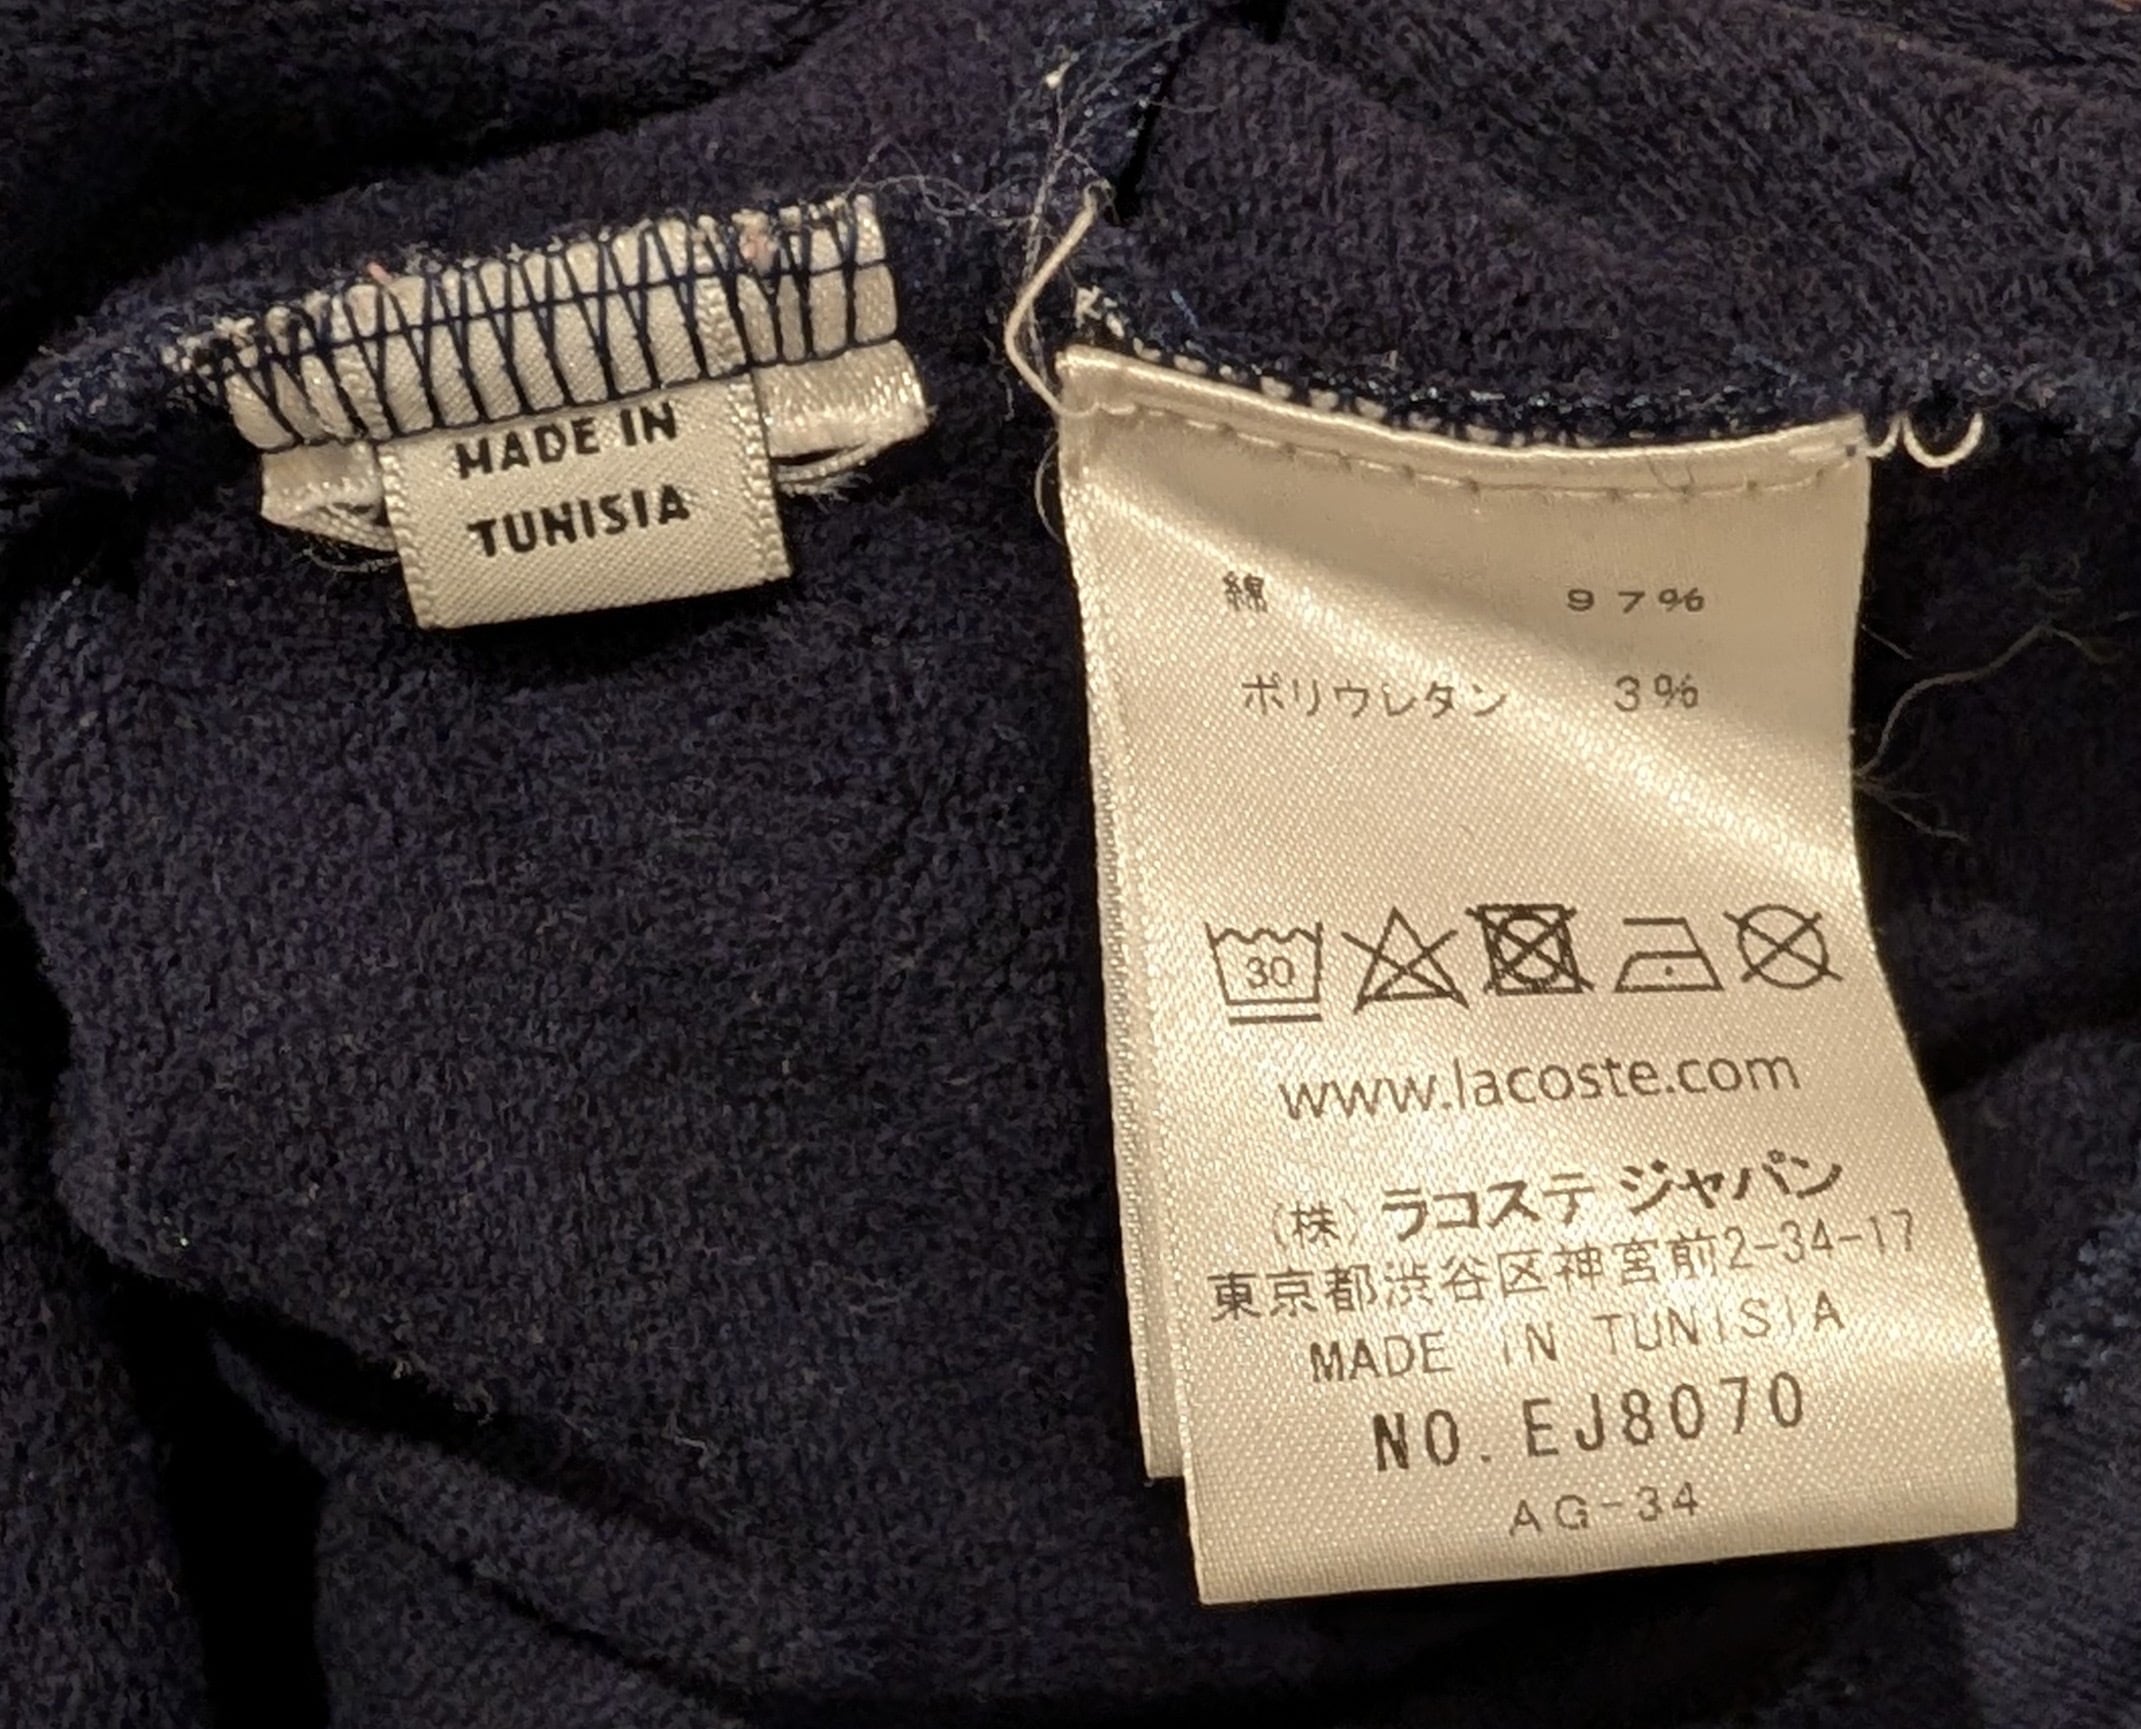 MADE IN
TUNISIA
綿 97%
ポリウレタン 3%
30
www.lacoste.com
(株) ラコステ ジャパン
東京都渋谷区神宮前2-34-17
MADE IN TUNISIA
NO. EJ8070
AG-34